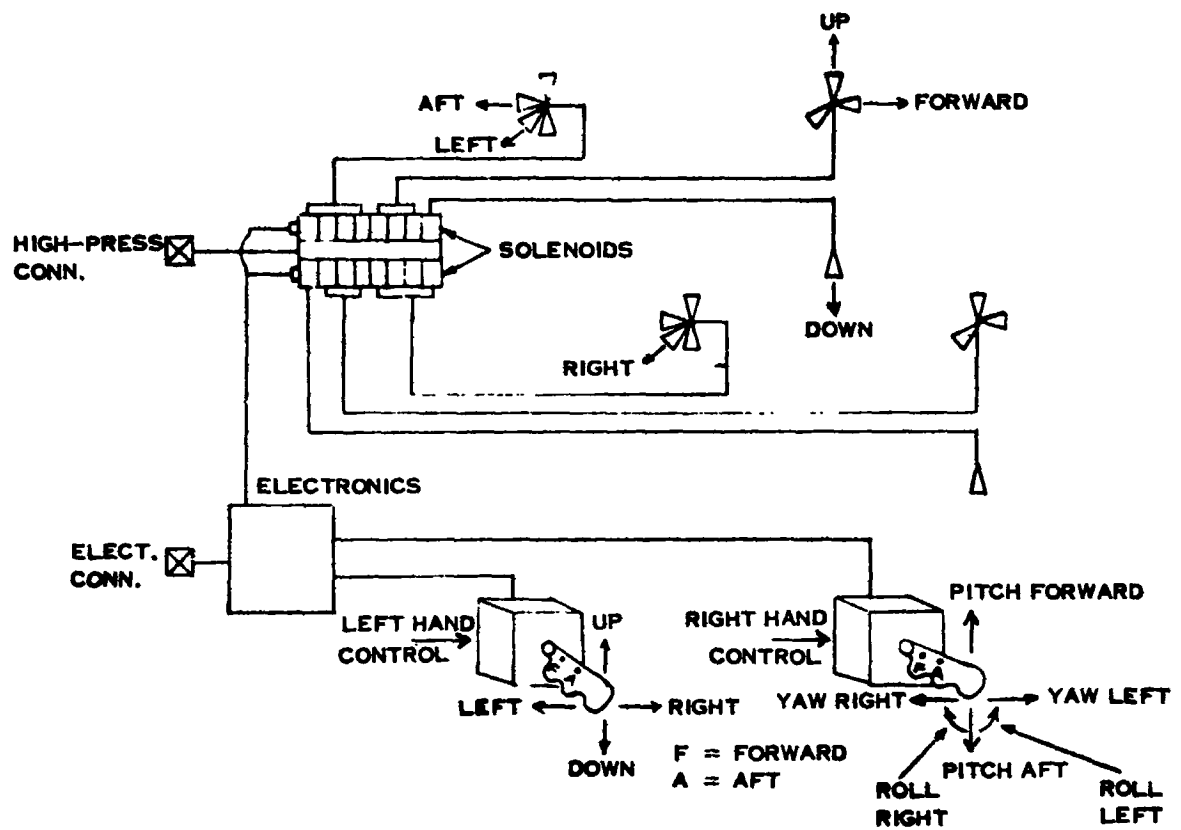 UP
AFT
FORWARD
LEFT
HIGH-PRESS
CONN.
SOLENOIDS
DOWN
RIGHT
ELECTRONICS
ELECT.
CONN.
LEFT HAND
CONTROL
UP
LEFT
RIGHT
DOWN
F = FORWARD
A = AFT
RIGHT HAND
CONTROL
PITCH FORWARD
YAW RIGHT
YAW LEFT
PITCH AFT
ROLL
RIGHT
ROLL
LEFT